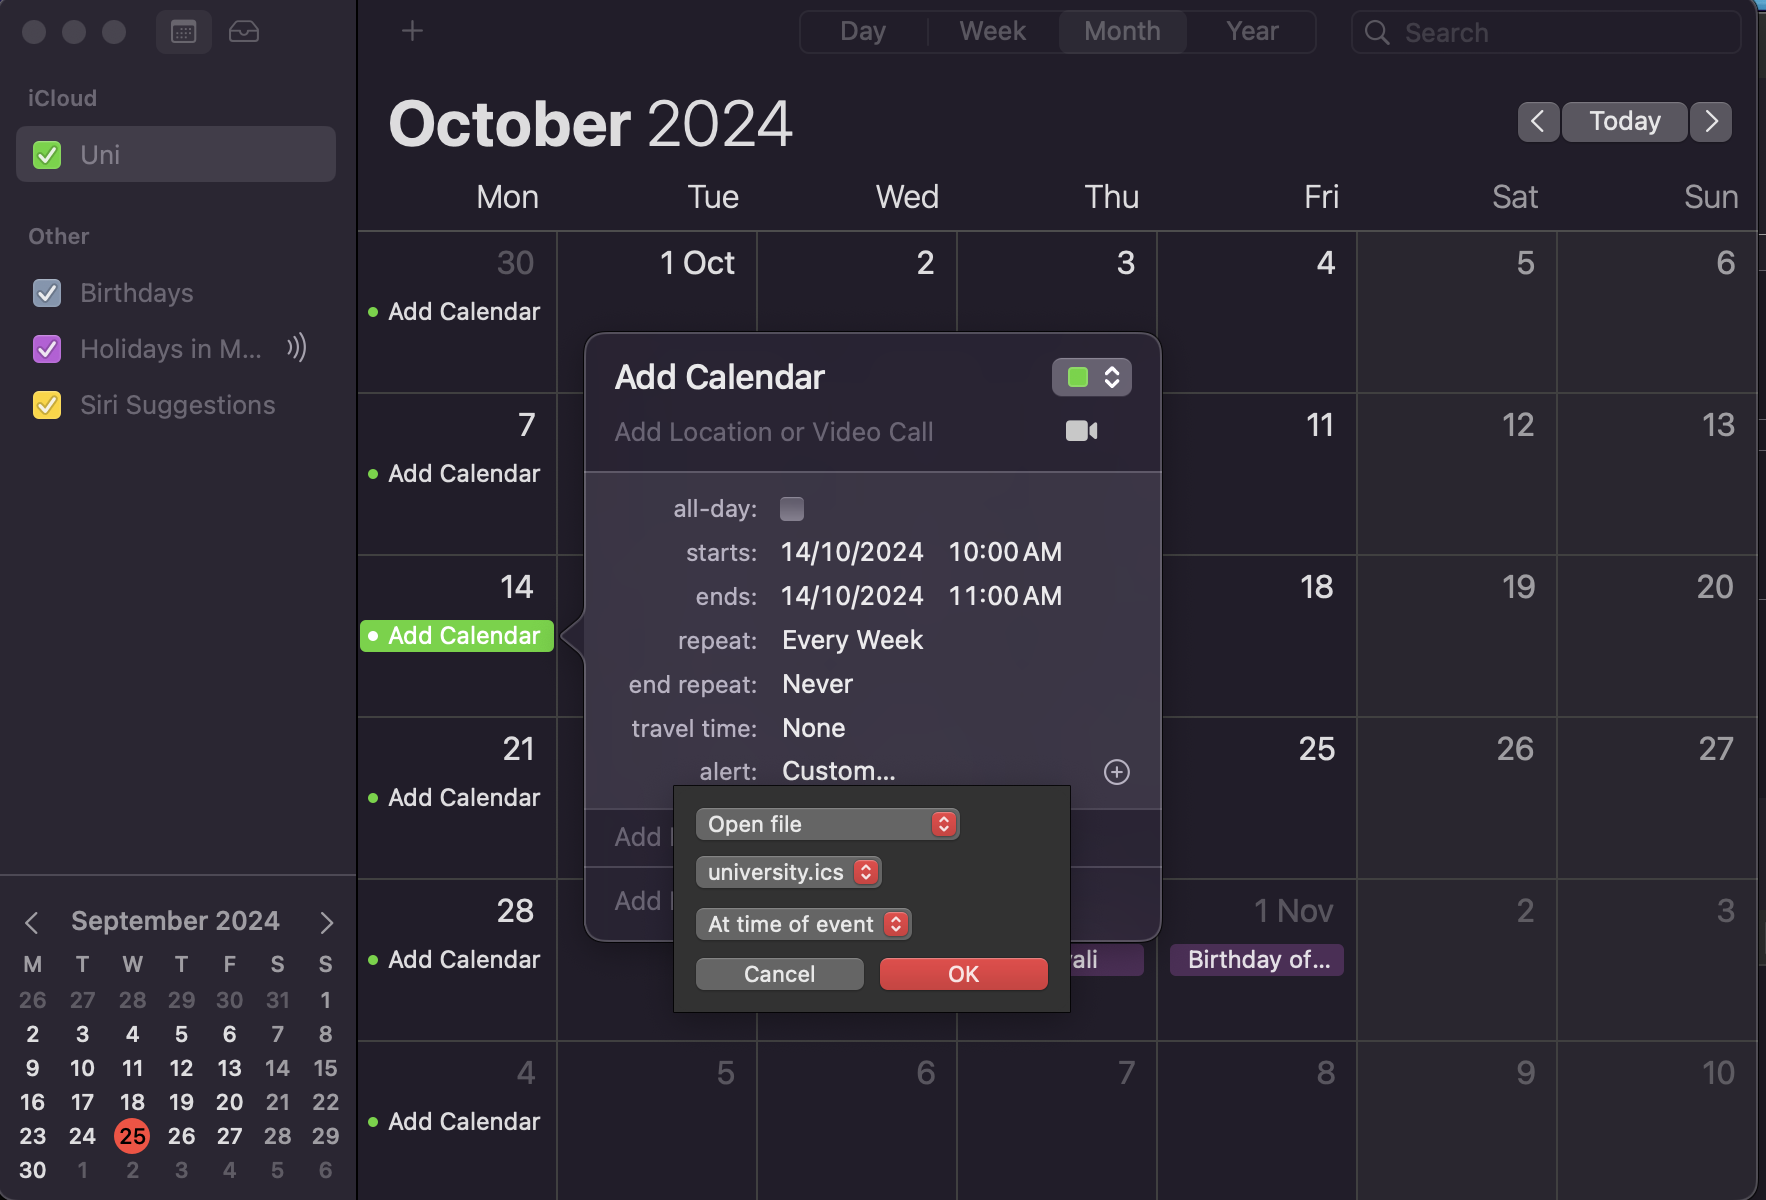 Day Week Month Year Search
iCloud
Uni
Other
Birthdays
Holidays in M...
Siri Suggestions
October 2024
Today
Mon Tue Wed Thu Fri Sat Sun
30 1 Oct 2 3 4 5 6
Add Calendar
7 11 12 13
Add Calendar
14 18 19 20
Add Calendar
21 25 26 27
Add Calendar
28 1 Nov 2 3
Add Calendar
Birthday of...
4 5 6 7 8 9 10
Add Calendar
Add Calendar
Add Location or Video Call
all-day:
starts: 14/10/2024 10:00 AM
ends: 14/10/2024 11:00 AM
repeat: Every Week
end repeat: Never
travel time: None
alert: Custom...
Add
Add
Open file
university.ics
At time of event
Cancel OK
September 2024
M T W T F S S
26 27 28 29 30 31 1
2 3 4 5 6 7 8
9 10 11 12 13 14 15
16 17 18 19 20 21 22
23 24 25 26 27 28 29
30 1 2 3 4 5 6